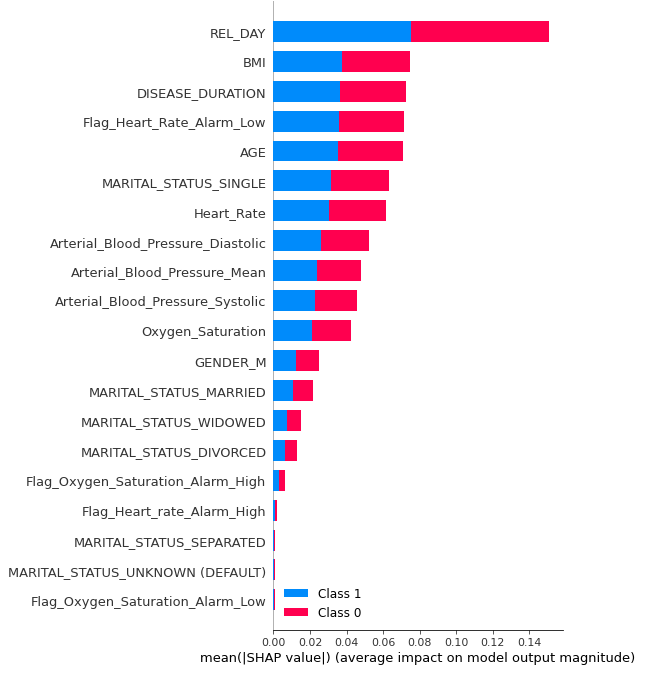 REL_DAY
BMI
DISEASE_DURATION
Flag_Heart_Rate_Alarm_Low
AGE
MARITAL_STATUS_SINGLE
Heart_Rate
Arterial_Blood_Pressure_Diastolic
Arterial_Blood_Pressure_Mean
Arterial_Blood_Pressure_Systolic
Oxygen_Saturation
GENDER_M
MARITAL_STATUS_MARRIED
MARITAL_STATUS_WIDOWED
MARITAL_STATUS_DIVORCED
Flag_Oxygen_Saturation_Alarm_High
Flag_Heart_rate_Alarm_High
MARITAL_STATUS_SEPARATED
MARITAL_STATUS_UNKNOWN (DEFAULT)
Flag_Oxygen_Saturation_Alarm_Low
Class 1
Class 0
0.00 0.02 0.04 0.06 0.08 0.10 0.12 0.14
mean(|SHAP value|) (average impact on model output magnitude)